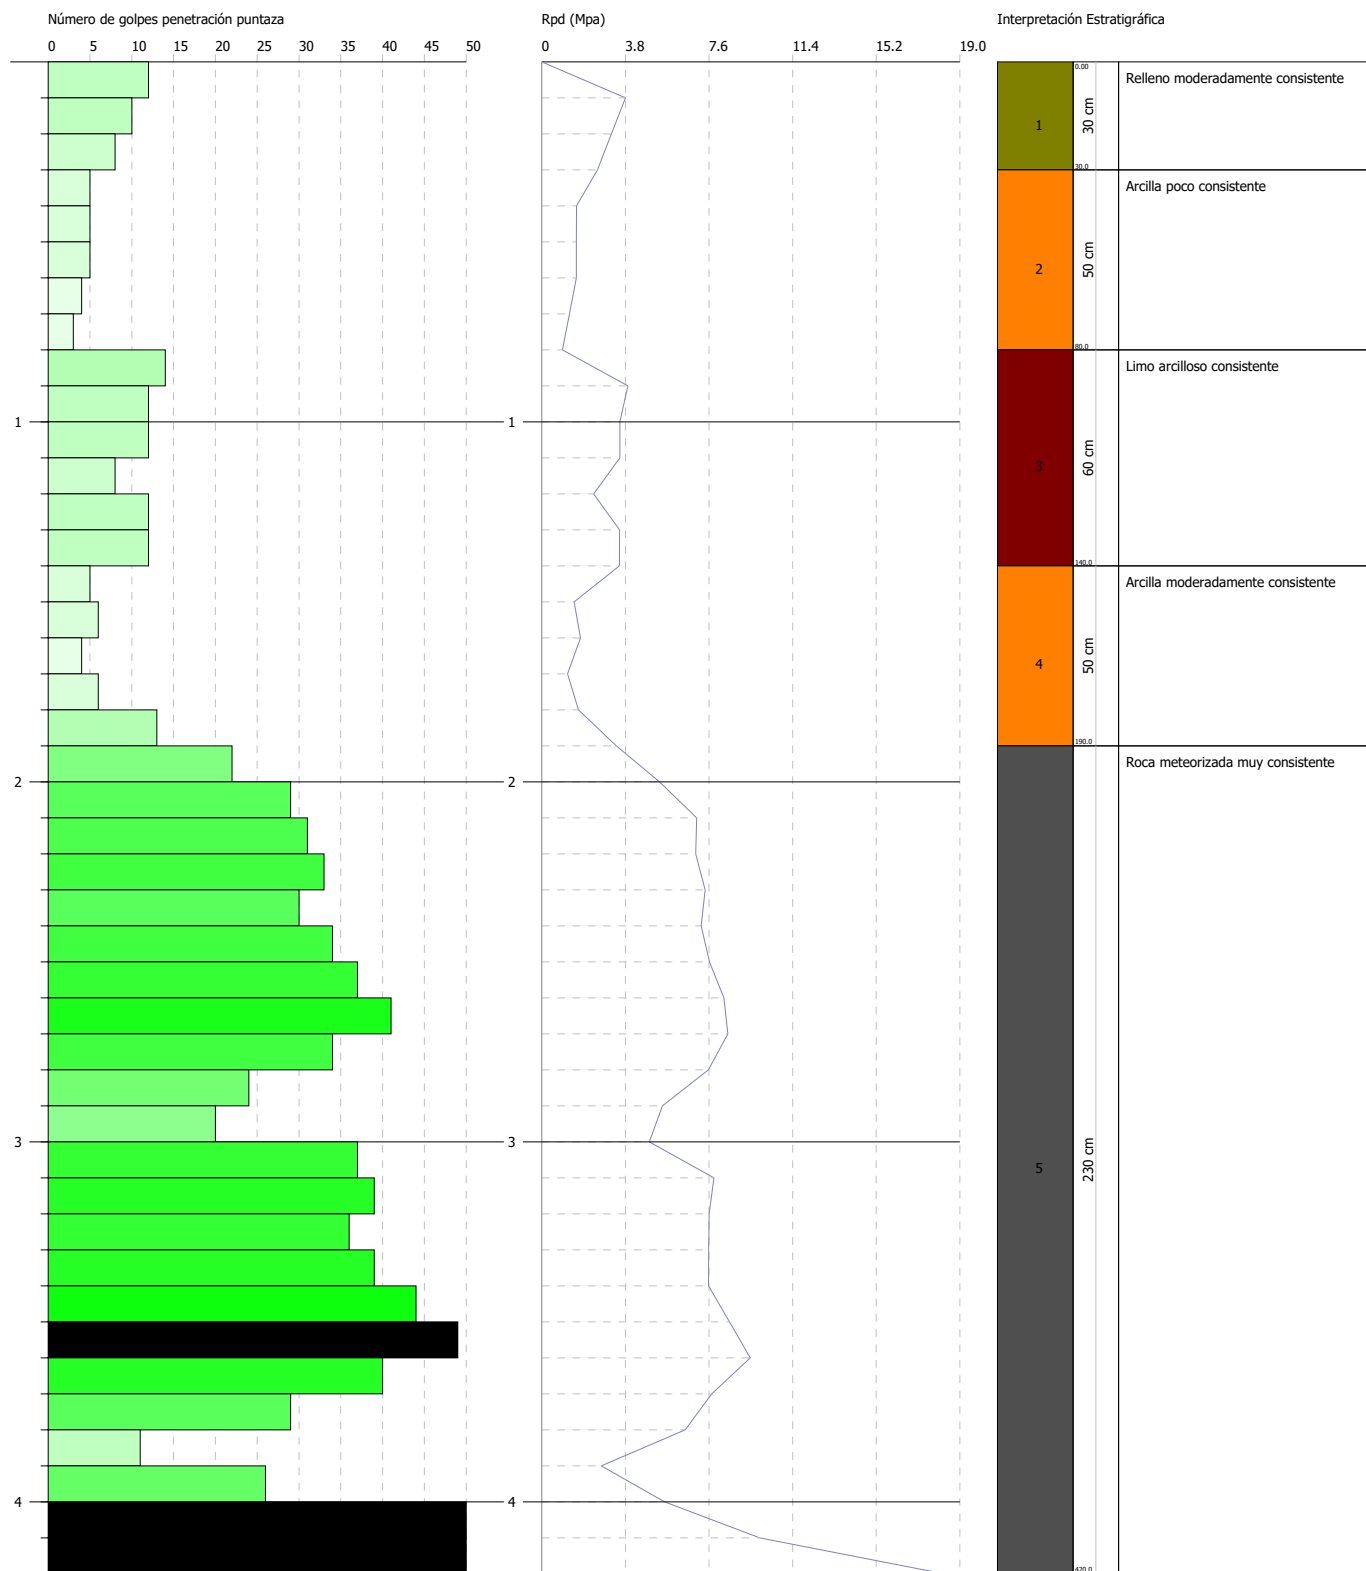 Número de golpes penetración puntaza
Rpd (Mpa)
Interpretación Estratigráfica
0 5 10 15 20 25 30 35 40 45 50
0 3.8 7.6 11.4 15.2 19.0
0.00
1
30 cm
30.0
Relleno moderadamente consistente
2
50 cm
80.0
Arcilla poco consistente
3
60 cm
140.0
Limo arcilloso consistente
4
50 cm
190.0
Arcilla moderadamente consistente
5
230 cm
420.0
Roca meteorizada muy consistente
1 1
2 2
3 3
4 4